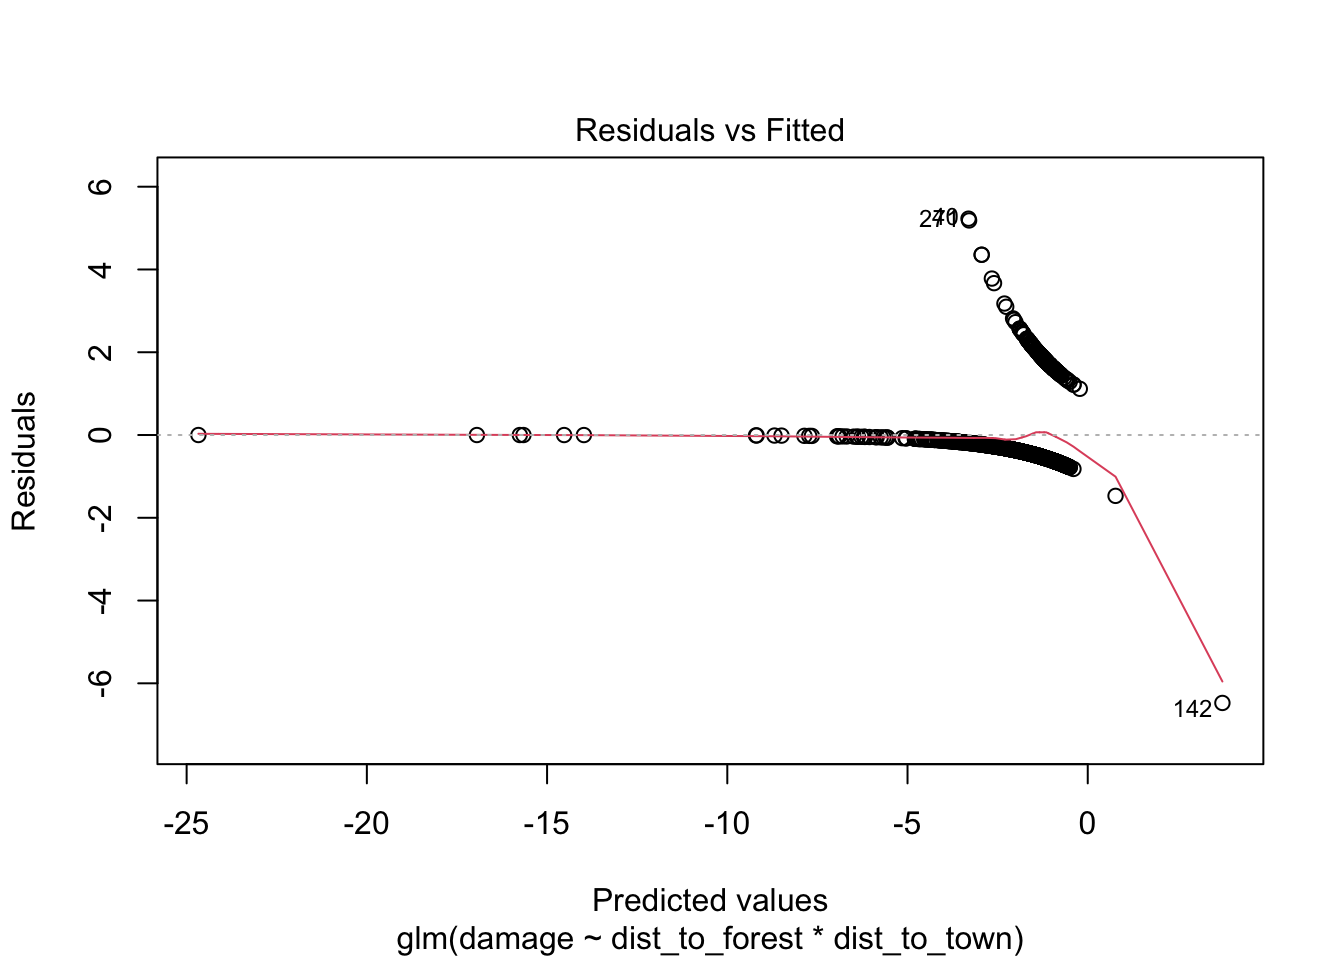 Residuals vs Fitted
Residuals
6
4
2
0
-2
-4
-6
271
142
-25 -20 -15 -10 -5 0
Predicted values
glm(damage ~ dist_to_forest * dist_to_town)